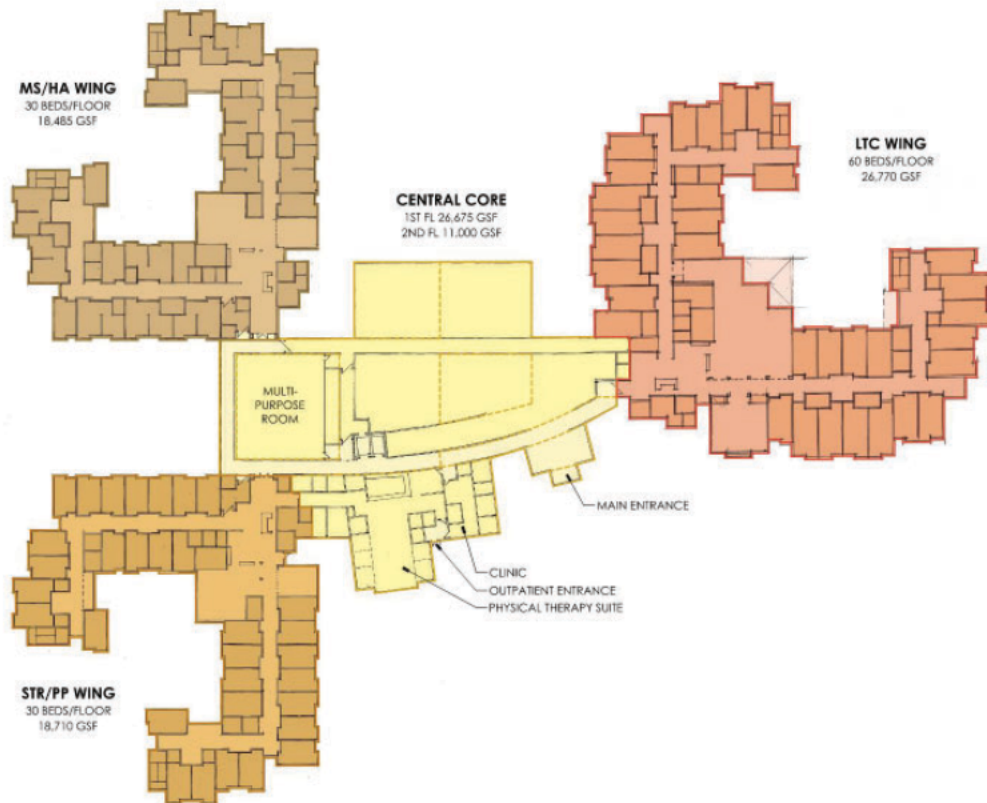 MS/HA WING
30 BEDS/FLOOR
18,485 GSF
LTC WING
60 BEDS/FLOOR
26,770 GSF
CENTRAL CORE
1ST FL 26,675 GSF
2ND FL 11,000 GSF
MULTI-
PURPOSE
ROOM
MAIN ENTRANCE
CLINIC
OUTPATIENT ENTRANCE
PHYSICAL THERAPY SUITE
STR/PP WING
30 BEDS/FLOOR
18,710 GSF